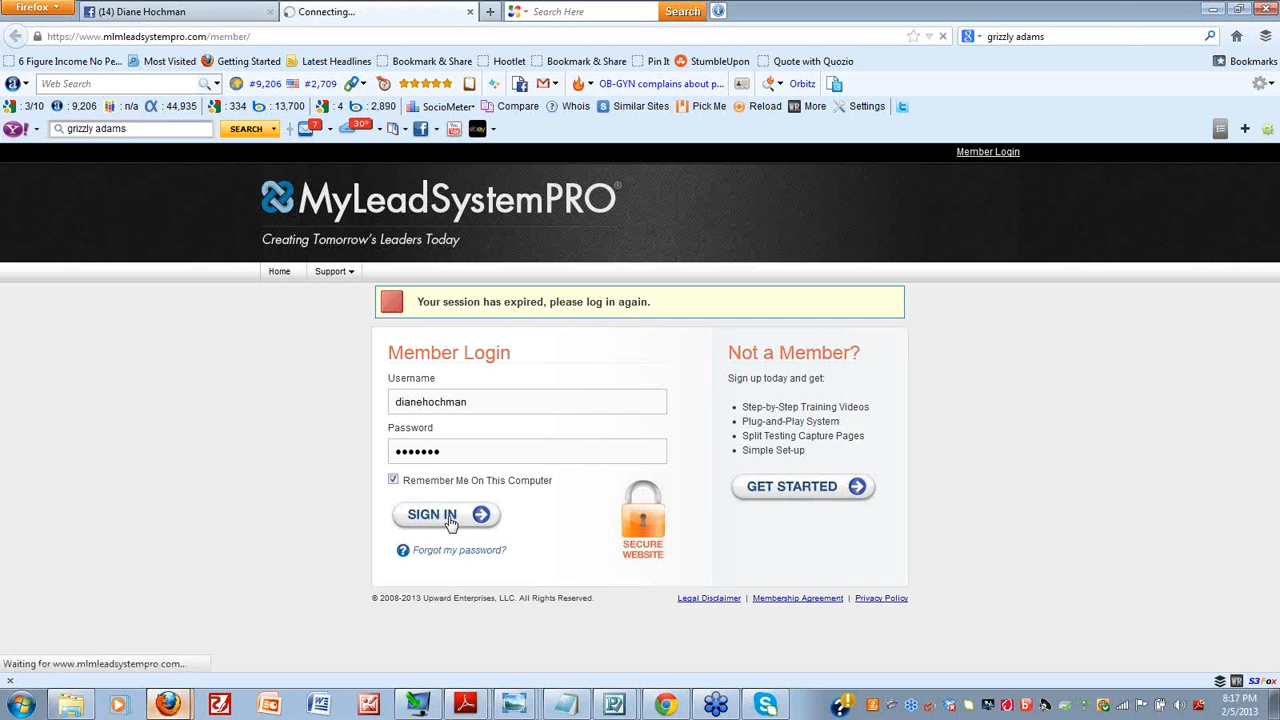 Firefox
(14) Diane Hochman
Connecting...
Search Here
Search
https://www.mlmleadsystempro.com/member/
grizzly adams
6 Figure Income No Pe...
Most Visited
Getting Started
Latest Headlines
Bookmark & Share
Hootlet
Bookmark & Share
Pin It
StumbleUpon
Quote with Quozio
Bookmarks
Web Search
#9,206
#2,709
OB-GYN complains about p...
Orbitz
: 3/10
: 9,206
: n/a
: 44,935
: 334
: 13,700
: 4
: 2,890
SocioMeter
Compare
Whois
Similar Sites
Pick Me
Reload
More
Settings
grizzly adams
SEARCH
7
30°
Member Login
MyLeadSystemPRO®
Creating Tomorrow's Leaders Today
Home
Support
Your session has expired, please log in again.
Member Login
Username
dianehochman
Password
Remember Me On This Computer
SIGN IN
Forgot my password?
SECURE
WEBSITE
Not a Member?
Sign up today and get:
Step-by-Step Training Videos
Plug-and-Play System
Split Testing Capture Pages
Simple Set-up
GET STARTED
© 2008-2013 Upward Enterprises, LLC. All Rights Reserved.
Legal Disclaimer | Membership Agreement | Privacy Policy
Waiting for www.mlmleadsystempro.com...
S3 Fox
8:17 PM
2/5/2013